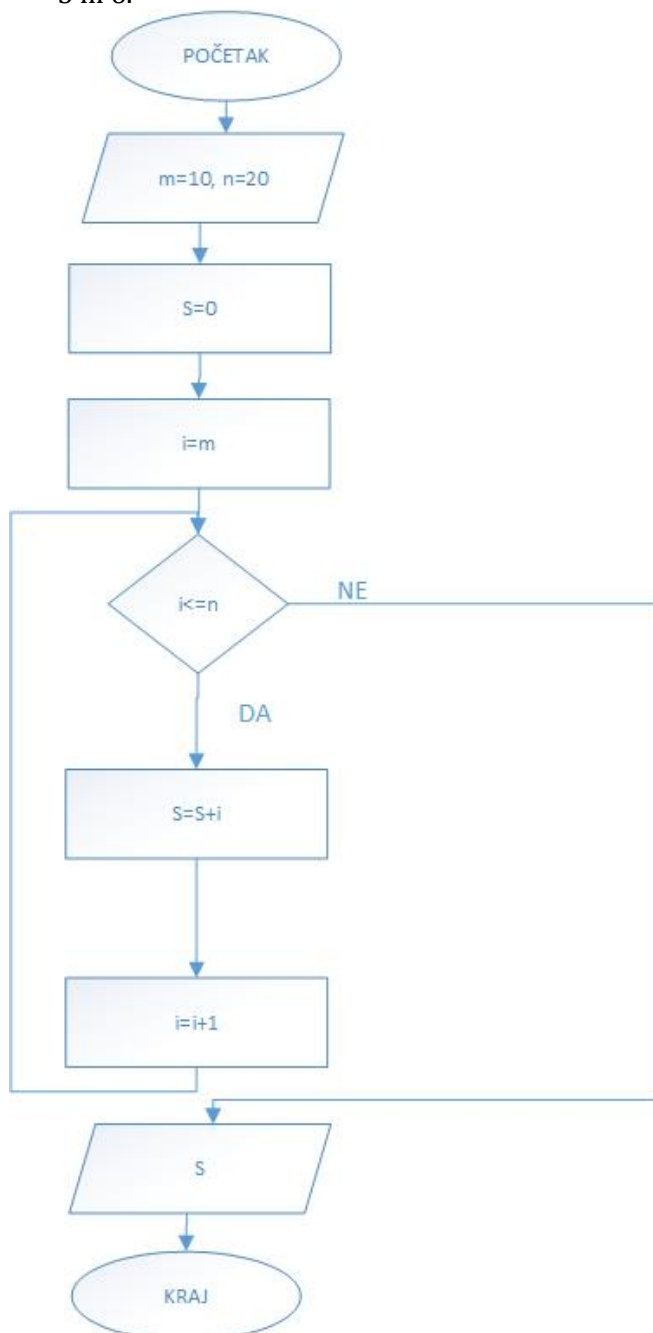 POČETAK
m=10, n=20
S=0
i=m
i<=n
NE
DA
S=S+i
i=i+1
S
KRAJ